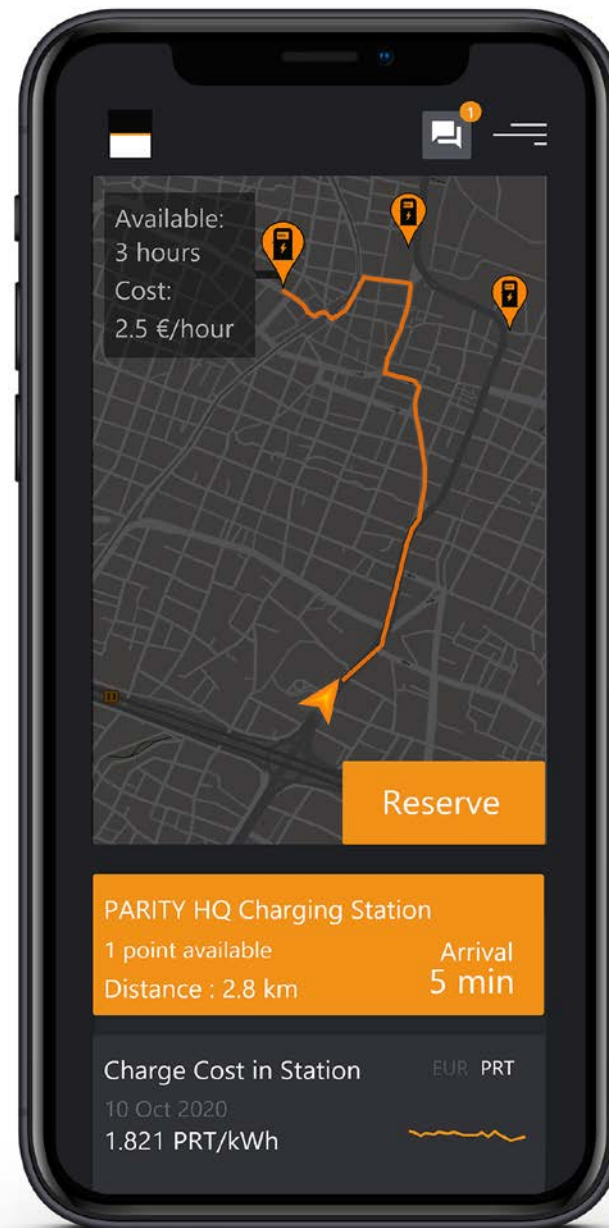 1
Available:
3 hours
Cost:
2.5 €/hour
Reserve
PARITY HQ Charging Station
1 point available
Arrival
Distance : 2.8 km
5 min
Charge Cost in Station
EUR PRT
10 Oct 2020
1.821 PRT/kWh